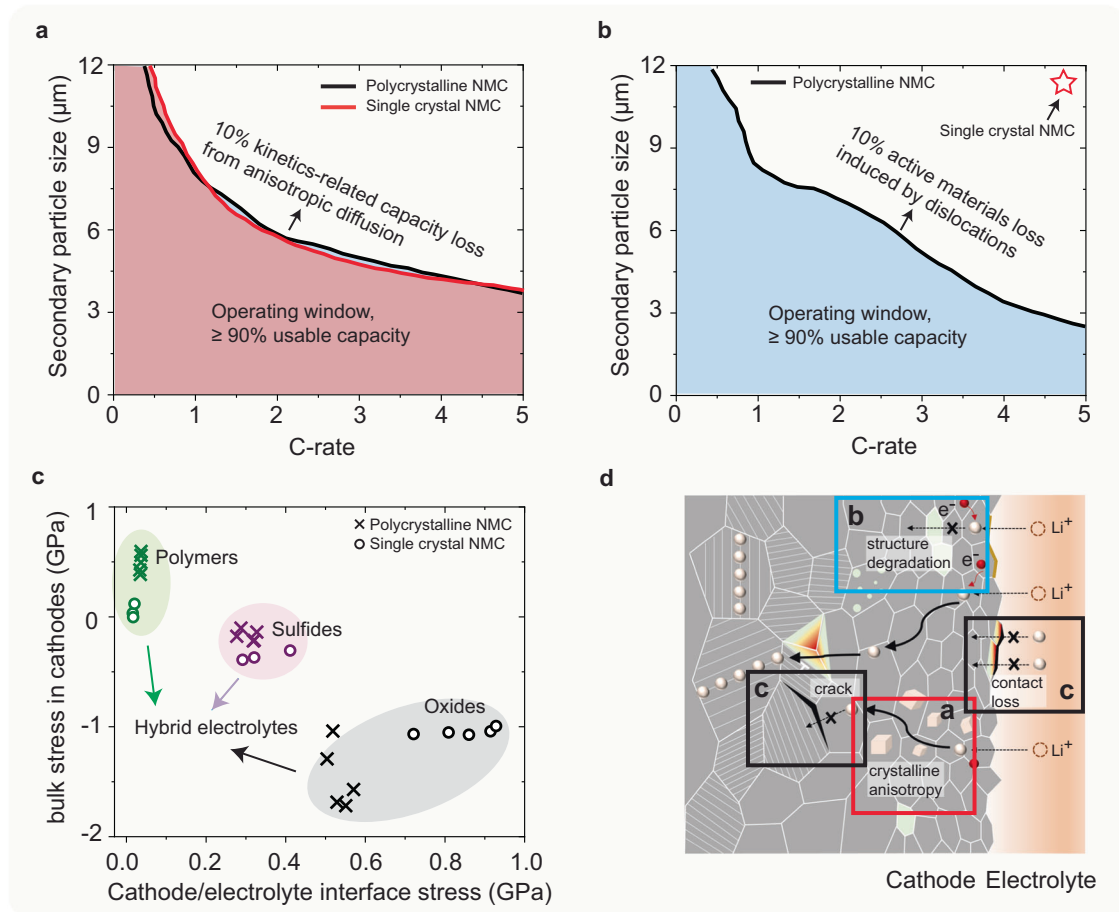 a
12
9
6
3
0
Secondary particle size (μm)
Polycrystalline NMC
Single crystal NMC
10% kinetics-related capacity loss
from anisotropic diffusion
Operating window,
≥ 90% usable capacity
0 1 2 3 4 5
C-rate
b
12
9
6
3
0
Secondary particle size (μm)
Polycrystalline NMC
Single crystal NMC
10% active materials loss
induced by dislocations
Operating window,
≥ 90% usable capacity
0 1 2 3 4 5
C-rate
c
1
0
-1
-2
bulk stress in cathodes (GPa)
Polycrystalline NMC
Single crystal NMC
Polymers
Sulfides
Hybrid electrolytes
Oxides
0.0 0.2 0.4 0.6 0.8 1.0
Cathode/electrolyte interface stress (GPa)
d
b
e-
Li+
structure
degradation
e-
Li+
contact
loss
c
c
crack
a
Li+
crystalline
anisotropy
Cathode Electrolyte